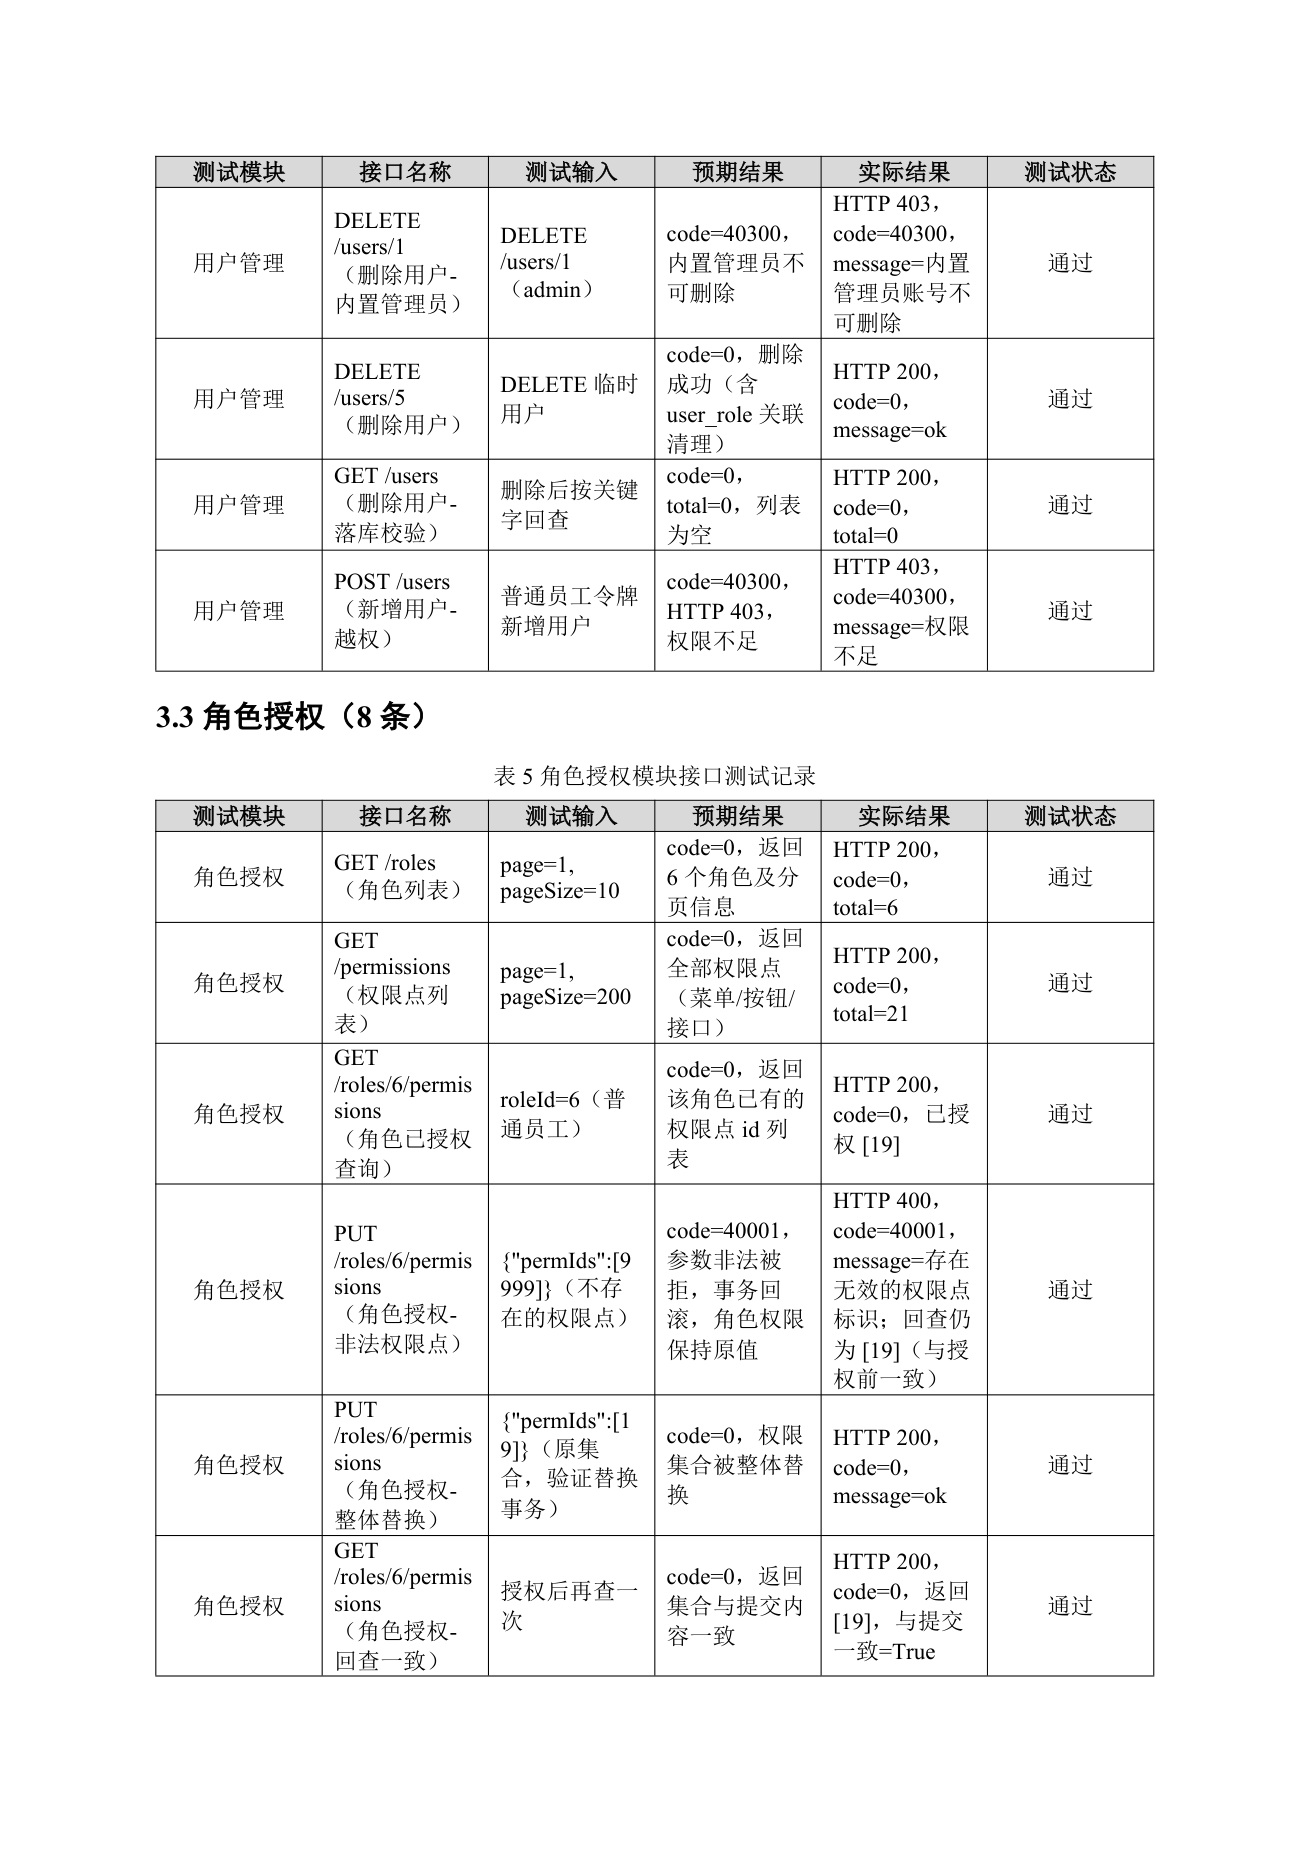 测试模块 接口名称 测试输入 预期结果 实际结果 测试状态
用户管理
DELETE
/users/1
（删除用户-
内置管理员）
DELETE
/users/1
（admin）
code=40300，
内置管理员不
可删除
HTTP 403，
code=40300，
message=内置
管理员账号不
可删除
通过
用户管理
DELETE
/users/5
（删除用户）
DELETE 临时
用户
code=0，删除
成功（含
user_role 关联
清理）
HTTP 200，
code=0，
message=ok
通过
用户管理
GET /users
（删除用户-
落库校验）
删除后按关键
字回查
code=0，
total=0，列表
为空
HTTP 200，
code=0，
total=0
通过
用户管理
POST /users
（新增用户-
越权）
普通员工令牌
新增用户
code=40300，
HTTP 403，
权限不足
HTTP 403，
code=40300，
message=权限
不足
通过
3.3 角色授权（8 条）
表 5 角色授权模块接口测试记录
测试模块 接口名称 测试输入 预期结果 实际结果 测试状态
角色授权
GET /roles
（角色列表）
page=1,
pageSize=10
code=0，返回
6 个角色及分
页信息
HTTP 200，
code=0，
total=6
通过
角色授权
GET
/permissions
（权限点列
表）
page=1,
pageSize=200
code=0，返回
全部权限点
（菜单/按钮/
接口）
HTTP 200，
code=0，
total=21
通过
角色授权
GET
/roles/6/permis
sions
（角色已授权
查询）
roleId=6（普
通员工）
code=0，返回
该角色已有的
权限点 id 列
表
HTTP 200，
code=0，已授
权 [19]
通过
角色授权
PUT
/roles/6/permis
sions
（角色授权-
非法权限点）
{"permIds":[9
999]}（不存
在的权限点）
code=40001，
参数非法被
拒，事务回
滚，角色权限
保持原值
HTTP 400，
code=40001，
message=存在
无效的权限点
标识；回查仍
为 [19]（与授
权前一致）
通过
角色授权
PUT
/roles/6/permis
sions
（角色授权-
整体替换）
{"permIds":[1
9]}（原集
合，验证替换
事务）
code=0，权限
集合被整体替
换
HTTP 200，
code=0，
message=ok
通过
角色授权
GET
/roles/6/permis
sions
（角色授权-
回查一致）
授权后再查一
次
code=0，返回
集合与提交内
容一致
HTTP 200，
code=0，返回
[19]，与提交
一致=True
通过